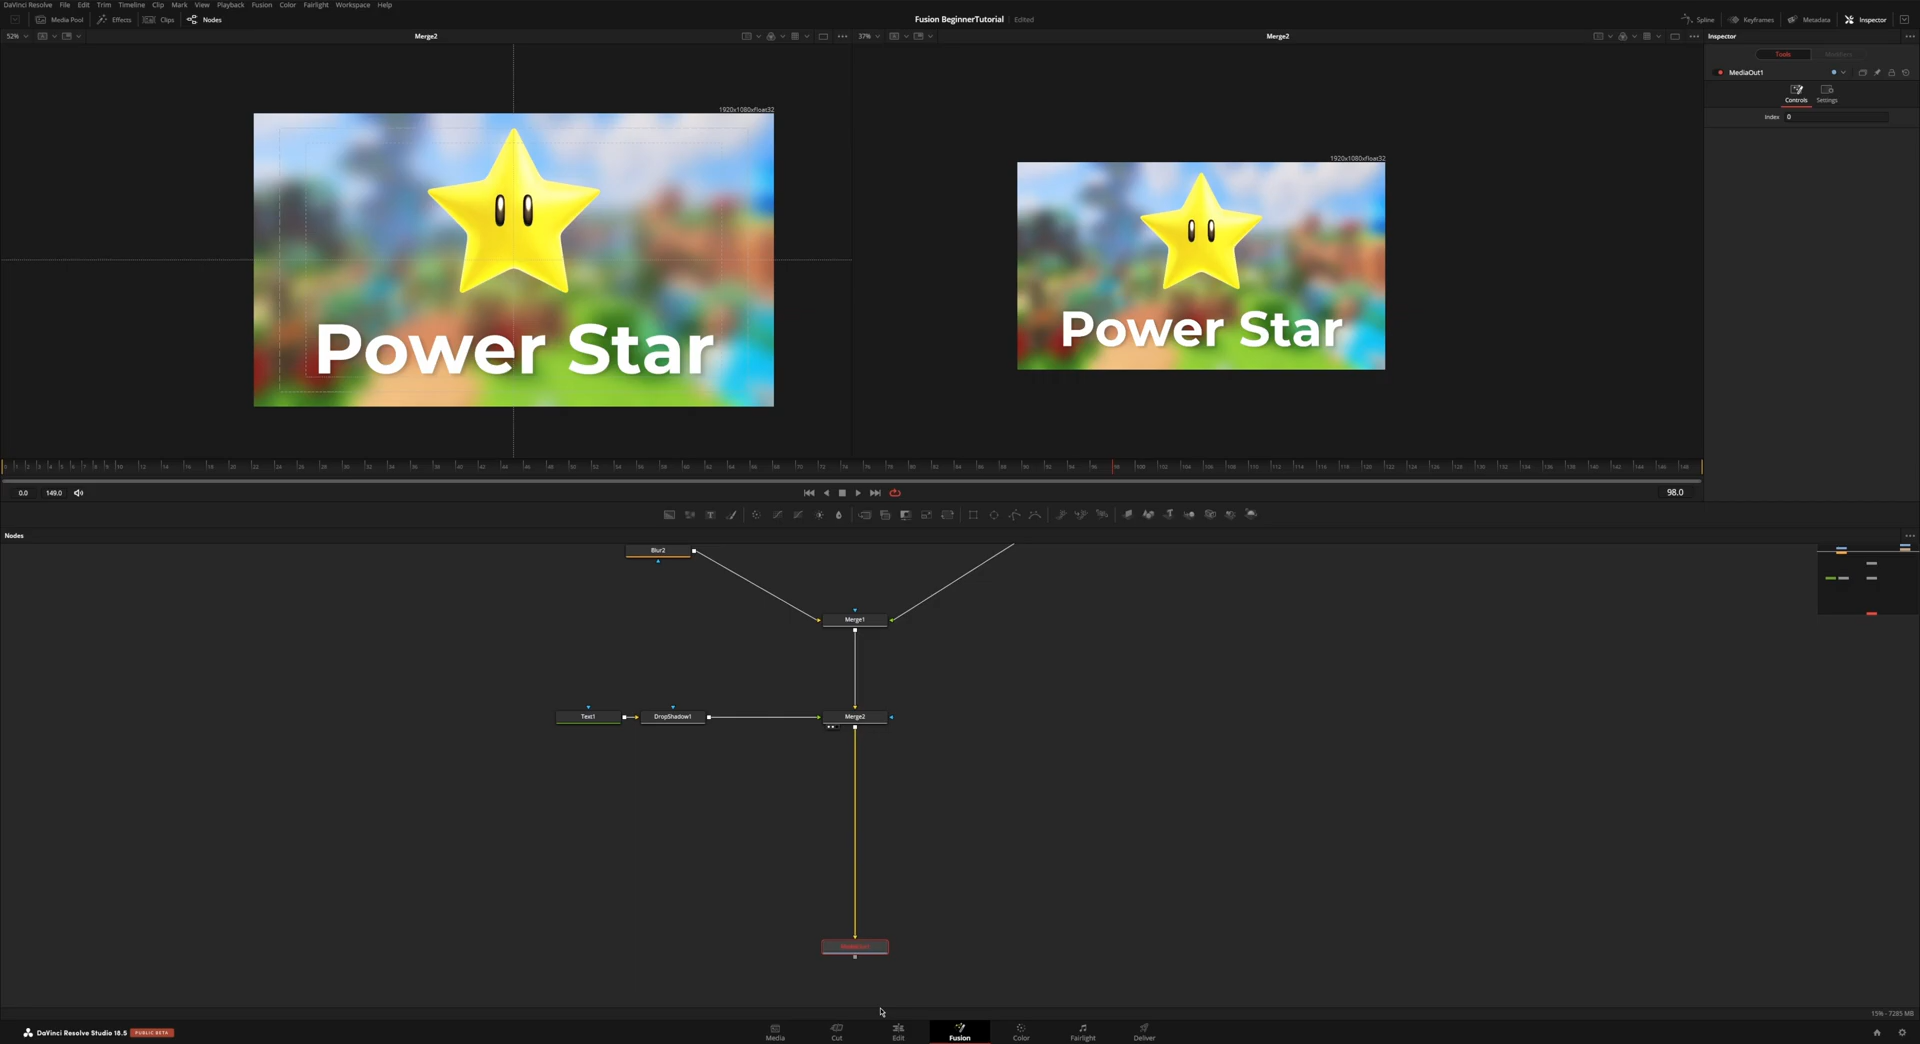 DaVinci Resolve File Edit Trim Timeline Clip Mark View Playback Fusion Color Fairlight Workspace Help
Media Pool Effects Clips Nodes Fusion BeginnerTutorial Edited Spline Keyframes Metadata Inspector
52% Merge2 37% Merge2 Inspector
Tools Modifiers
MediaOut1
Controls Settings
Index 0
1920x1080xfloat32
Power Star
1920x1080xfloat32
Power Star
0.0 149.0 98.0
Nodes
Blur2
Merge1
Text1 DropShadow1 Merge2
15% - 7285 MB
DaVinci Resolve Studio 18.5 PUBLIC BETA
Media Cut Edit Fusion Color Fairlight Deliver